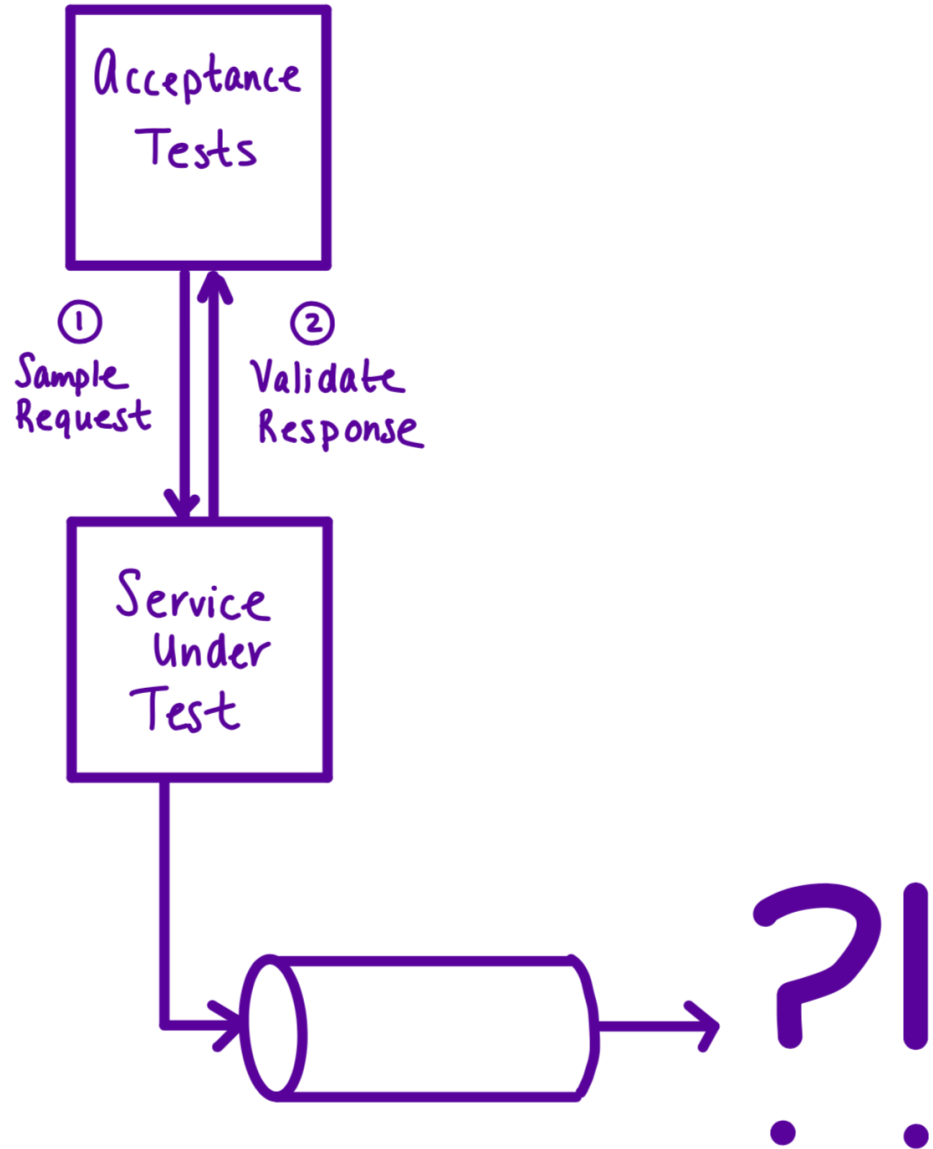 Acceptance
Tests
1
Sample
Request
2
Validate
Response
Service
Under
Test
?!